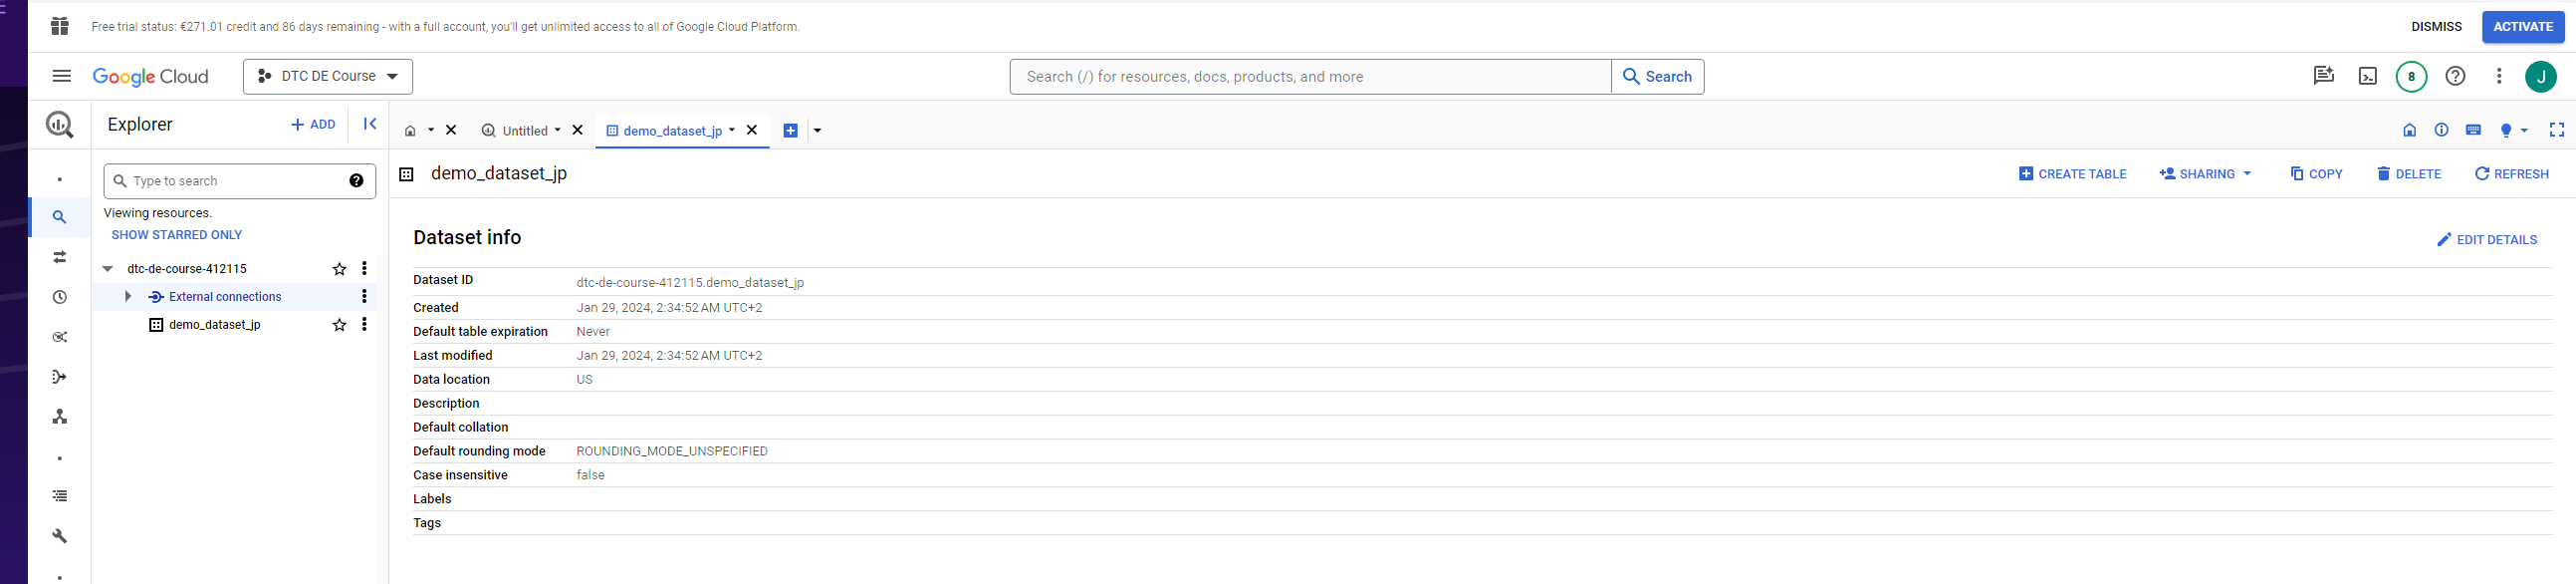 Free trial status: €271.01 credit and 86 days remaining - with a full account, you'll get unlimited access to all of Google Cloud Platform.
DISMISS
ACTIVATE
Google Cloud
DTC DE Course
Search (/) for resources, docs, products, and more
Search
8
J
Explorer
ADD
Untitled
demo_dataset_jp
Type to search
Viewing resources.
SHOW STARRED ONLY
dtc-de-course-412115
External connections
demo_dataset_jp
demo_dataset_jp
CREATE TABLE
SHARING
COPY
DELETE
REFRESH
Dataset info
EDIT DETAILS
Dataset ID dtc-de-course-412115.demo_dataset_jp
Created Jan 29, 2024, 2:34:52 AM UTC+2
Default table expiration Never
Last modified Jan 29, 2024, 2:34:52 AM UTC+2
Data location US
Description
Default collation
Default rounding mode ROUNDING_MODE_UNSPECIFIED
Case insensitive false
Labels
Tags